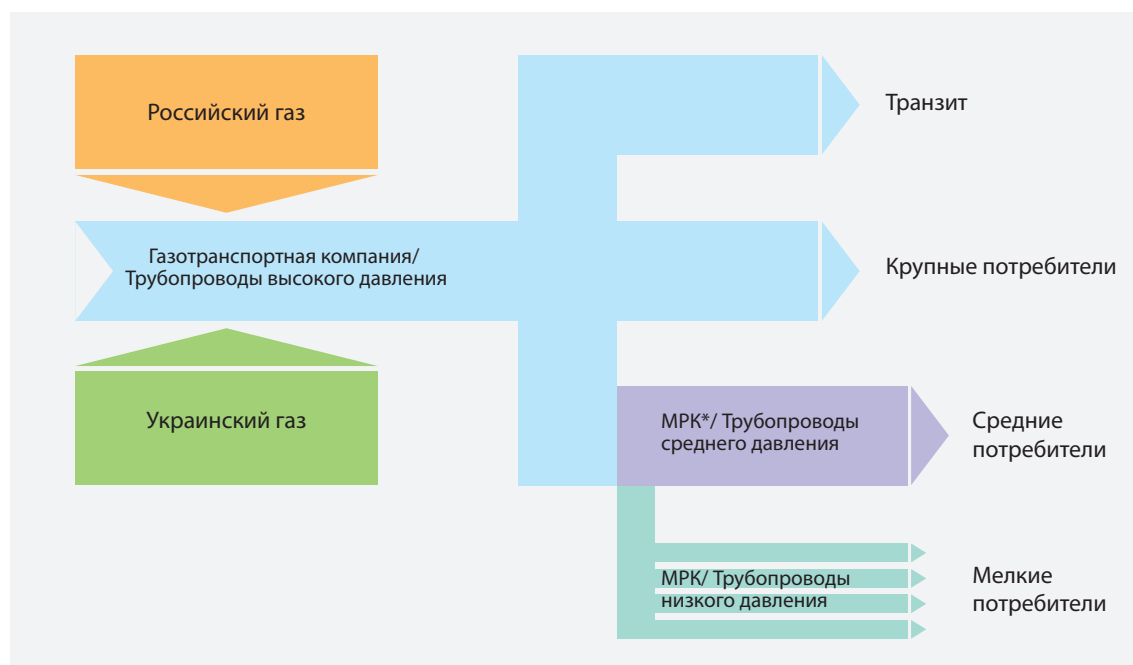 Российский газ
Транзит
Газотранспортная компания/
Трубопроводы высокого давления
Крупные потребители
Украинский газ
МРК*/ Трубопроводы
среднего давления
Средние
потребители
МРК/ Трубопроводы
низкого давления
Мелкие
потребители